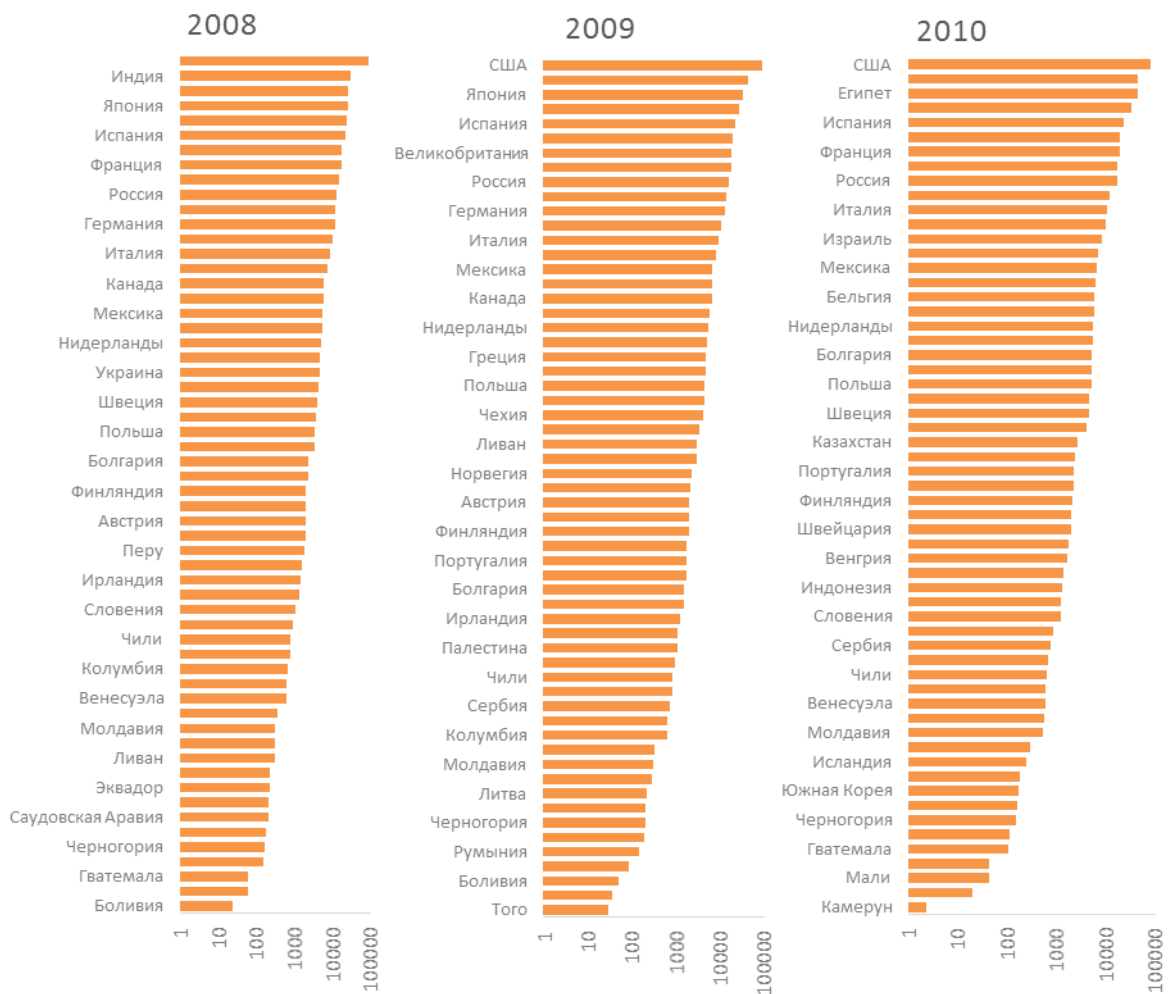 2008
Индия
Япония
Испания
Франция
Россия
Германия
Италия
Канада
Мексика
Нидерланды
Украина
Швеция
Польша
Болгария
Финляндия
Австрия
Перу
Ирландия
Словения
Чили
Колумбия
Венесуэла
Молдавия
Ливан
Эквадор
Саудовская Аравия
Черногория
Гватемала
Боливия
1
10
100
1000
10000
100000
2009
США
Япония
Испания
Великобритания
Россия
Германия
Италия
Мексика
Канада
Нидерланды
Греция
Польша
Чехия
Ливан
Норвегия
Австрия
Финляндия
Португалия
Болгария
Ирландия
Палестина
Чили
Сербия
Колумбия
Молдавия
Литва
Черногория
Румыния
Боливия
Того
1
10
100
1000
10000
100000
2010
США
Египет
Испания
Франция
Россия
Италия
Израиль
Мексика
Бельгия
Нидерланды
Болгария
Польша
Швеция
Казахстан
Португалия
Финляндия
Швейцария
Венгрия
Индонезия
Словения
Сербия
Чили
Венесуэла
Молдавия
Исландия
Южная Корея
Черногория
Гватемала
Мали
Камерун
1
10
100
1000
10000
100000